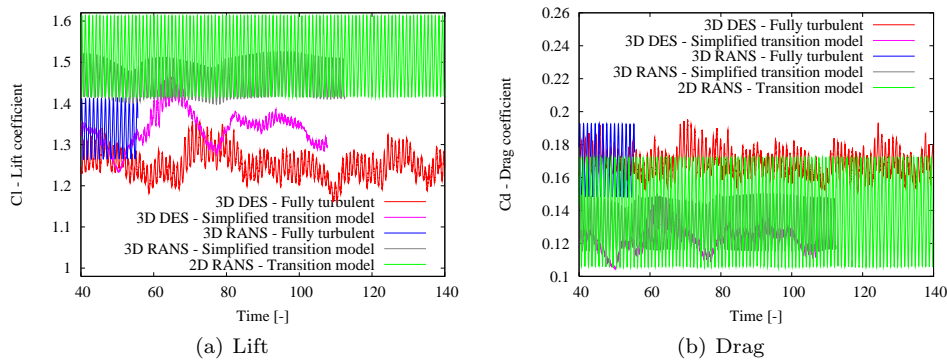 1.6
1.5
1.4
1.3
1.2
1.1
1
Cl - Lift coefficient
3D DES - Fully turbulent
3D DES - Simplified transition model
3D RANS - Fully turbulent
3D RANS - Simplified transition model
2D RANS - Transition model
40 60 80 100 120 140
Time [-]
(a) Lift
0.26
0.24
0.22
0.2
0.18
0.16
0.14
0.12
0.1
Cd - Drag coefficient
3D DES - Fully turbulent
3D DES - Simplified transition model
3D RANS - Fully turbulent
3D RANS - Simplified transition model
2D RANS - Transition model
40 60 80 100 120 140
Time [-]
(b) Drag